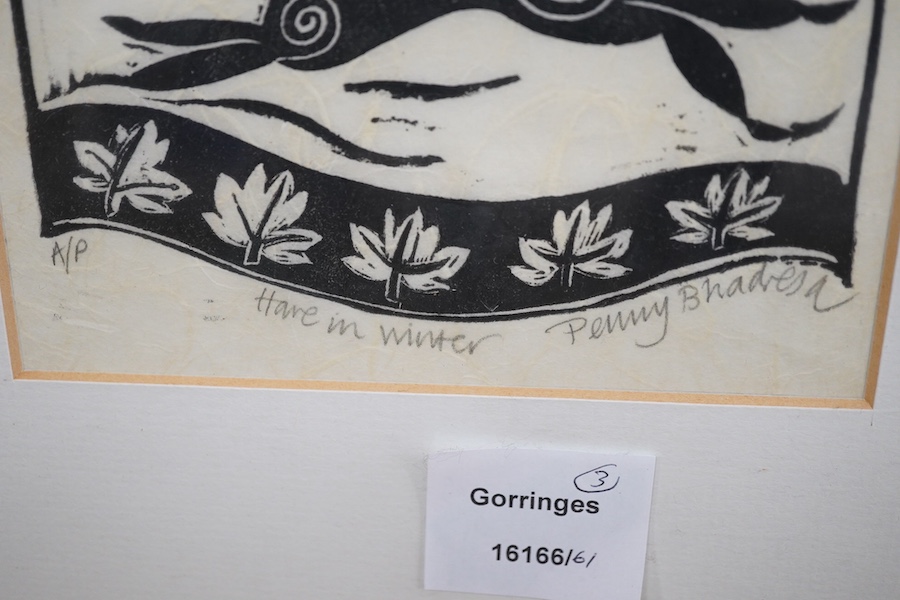 A/P
Hare in winter
Penny Bhadresa
3
Gorringes
16166/61